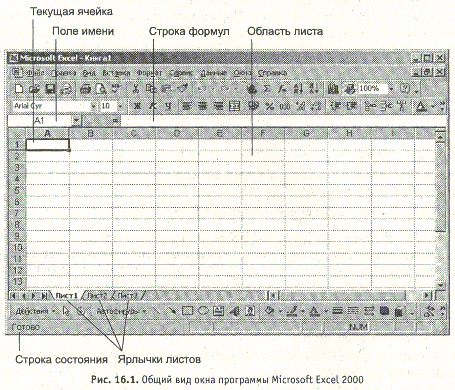 Текущая ячейка
Поле имени Строка формул Область листа
Microsoft Excel - Книга1
Файл Правка Вид Вставка Формат Сервис Данные Окно Справка
100%
Arial Cyr 10 Ж К Ч
A1 =
A B C D E F G H I
1
2
3
4
5
6
7
8
9
10
11
12
13
Лист1 Лист2 Лист3
Действия Автофигуры
Готово NUM
Строка состояния Ярлычки листов
Рис. 16.1. Общий вид окна программы Microsoft Excel 2000